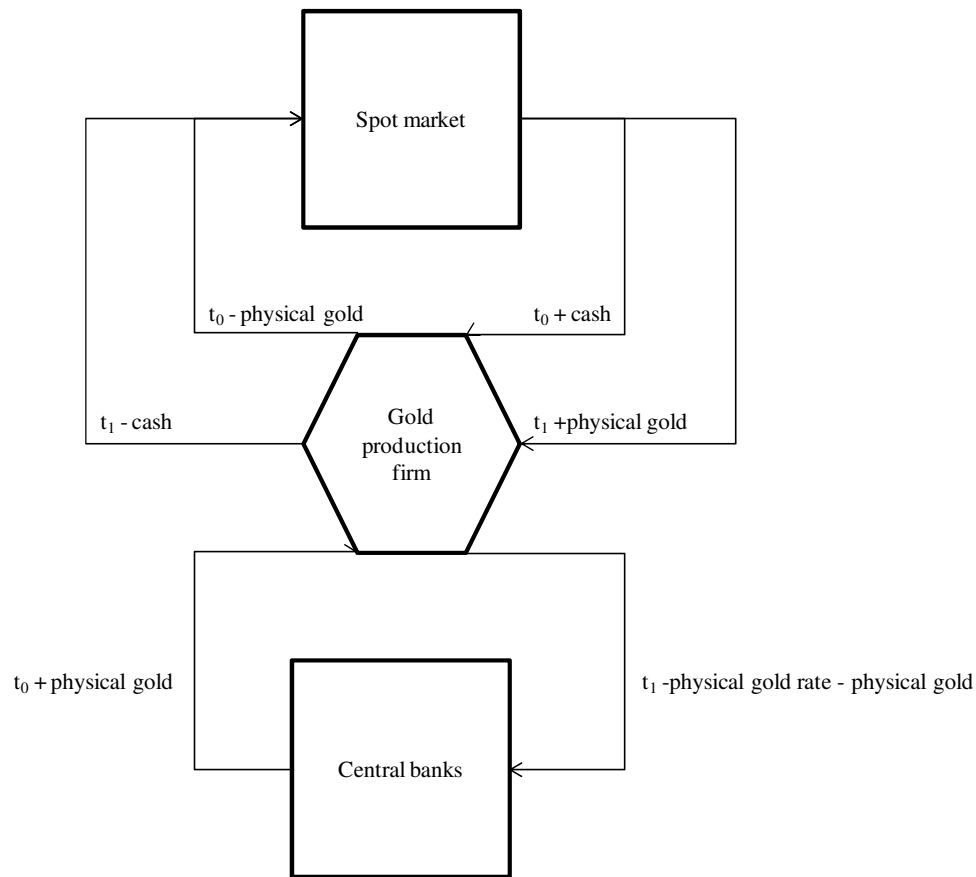 Spot market
t₀ - physical gold
t₀ + cash
t₁ - cash
Gold
production
firm
t₁ +physical gold
t₀ + physical gold
t₁ -physical gold rate - physical gold
Central banks